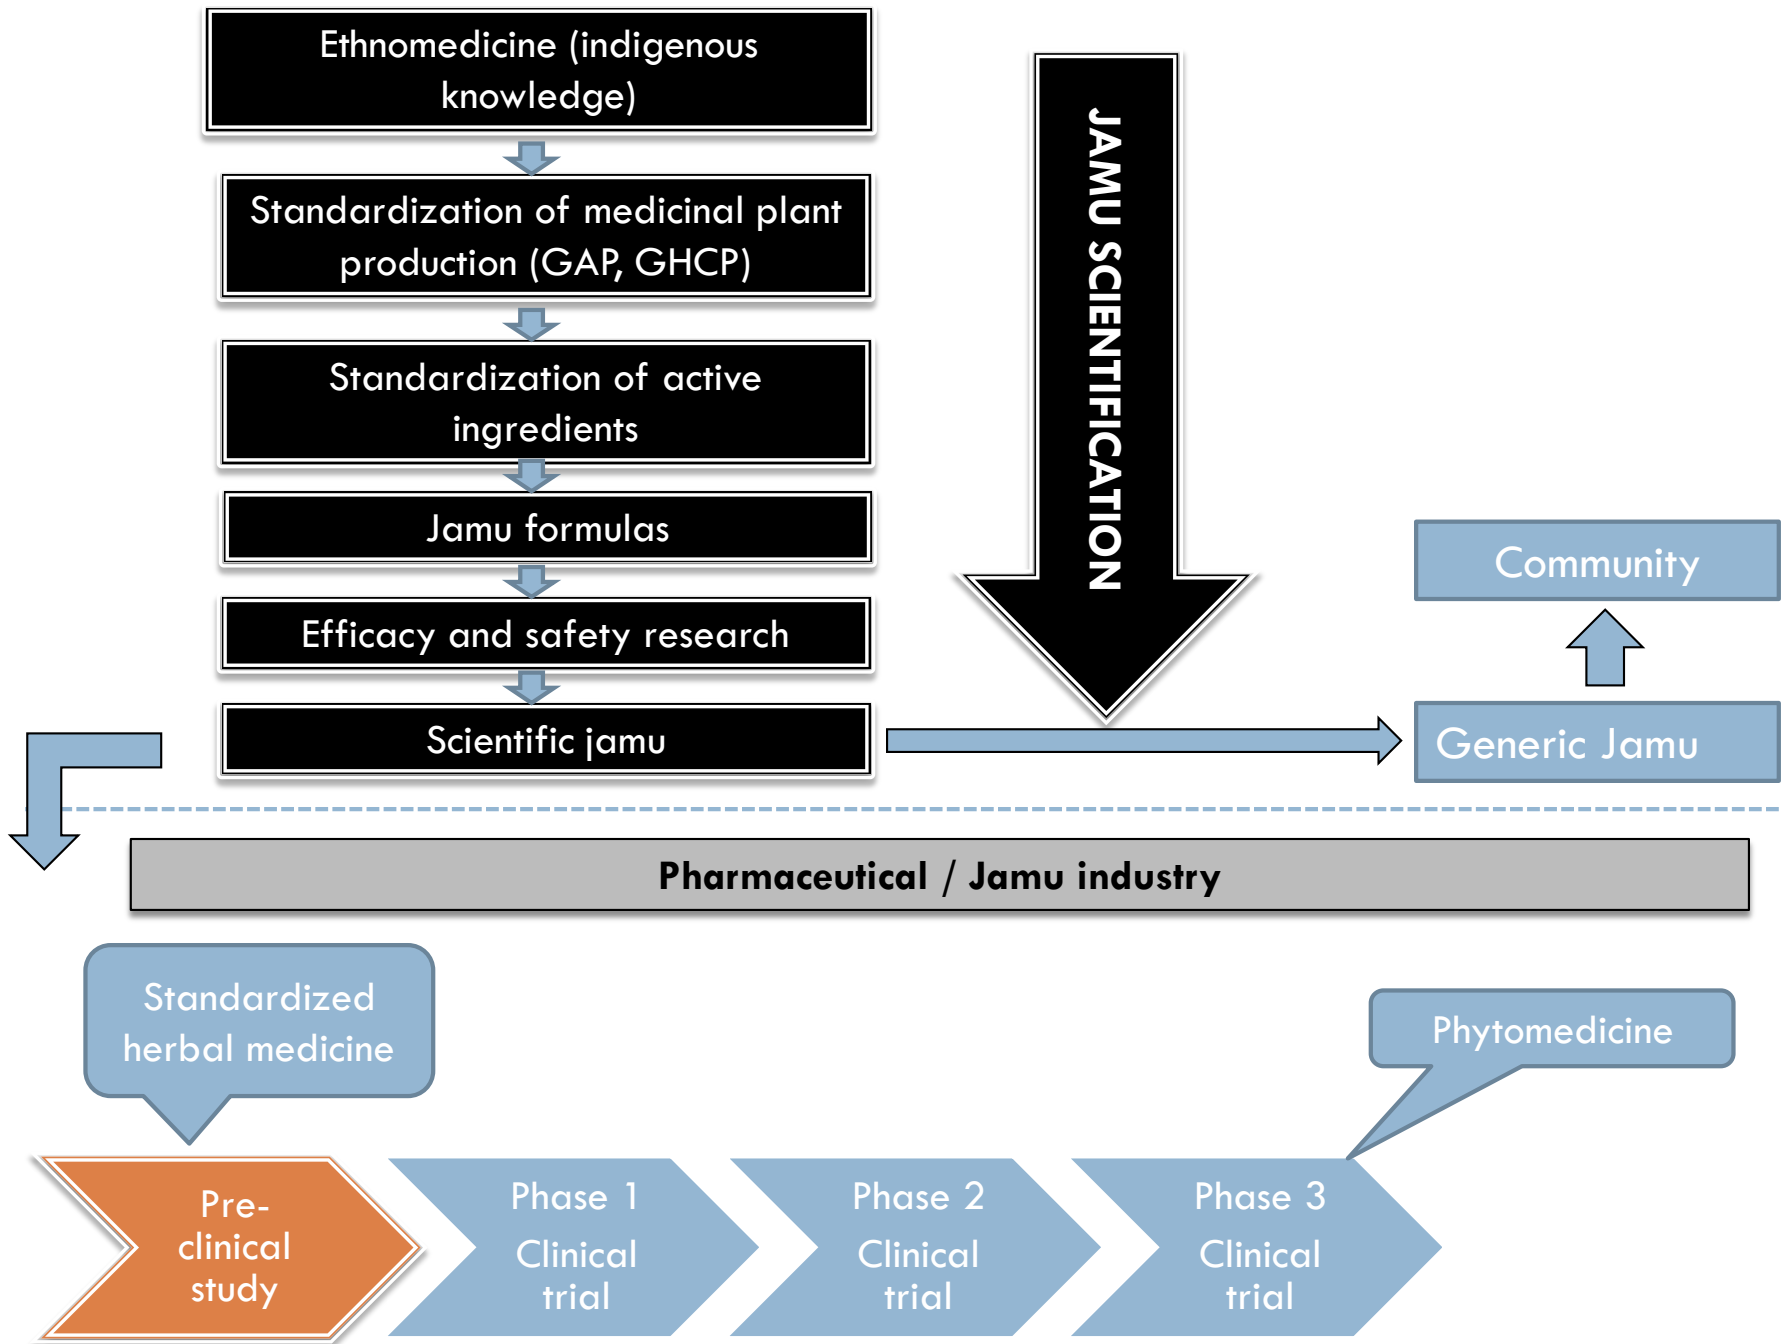 Ethnomedicine (indigenous
knowledge)
Standardization of medicinal plant
production (GAP, GHCP)
Standardization of active
ingredients
Jamu formulas
Efficacy and safety research
Scientific jamu
JAMU SCIENTIFICATION
Community
Generic Jamu
Pharmaceutical / Jamu industry
Standardized
herbal medicine
Phytomedicine
Pre-
clinical
study
Phase 1
Clinical
trial
Phase 2
Clinical
trial
Phase 3
Clinical
trial